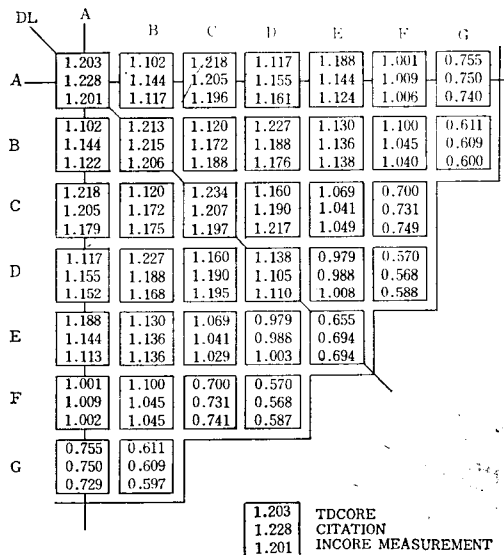 DL A B C D E F G
1.203 1.102 1.218 1.117 1.188 1.001 0.755
A 1.228 1.144 1.205 1.155 1.144 1.009 0.750
1.201 1.117 1.196 1.161 1.124 1.006 0.740
1.102 1.213 1.120 1.227 1.130 1.100 0.611
B 1.144 1.215 1.172 1.188 1.136 1.045 0.609
1.122 1.206 1.188 1.176 1.138 1.040 0.600
1.218 1.120 1.234 1.160 1.069 0.700
C 1.205 1.172 1.207 1.190 1.041 0.731
1.179 1.175 1.197 1.217 1.049 0.749
1.117 1.227 1.160 1.138 0.979 0.570
D 1.155 1.188 1.190 1.105 0.988 0.568
1.152 1.168 1.195 1.110 1.008 0.588
1.188 1.130 1.069 0.979 0.655
E 1.144 1.136 1.041 0.988 0.694
1.113 1.136 1.029 1.003 0.694
1.001 1.100 0.700 0.570
F 1.009 1.045 0.731 0.568
1.002 1.045 0.741 0.587
0.755 0.611
G 0.750 0.609
0.729 0.597
1.203 TDCORE
1.228 CITATION
1.201 INCORE MEASUREMENT